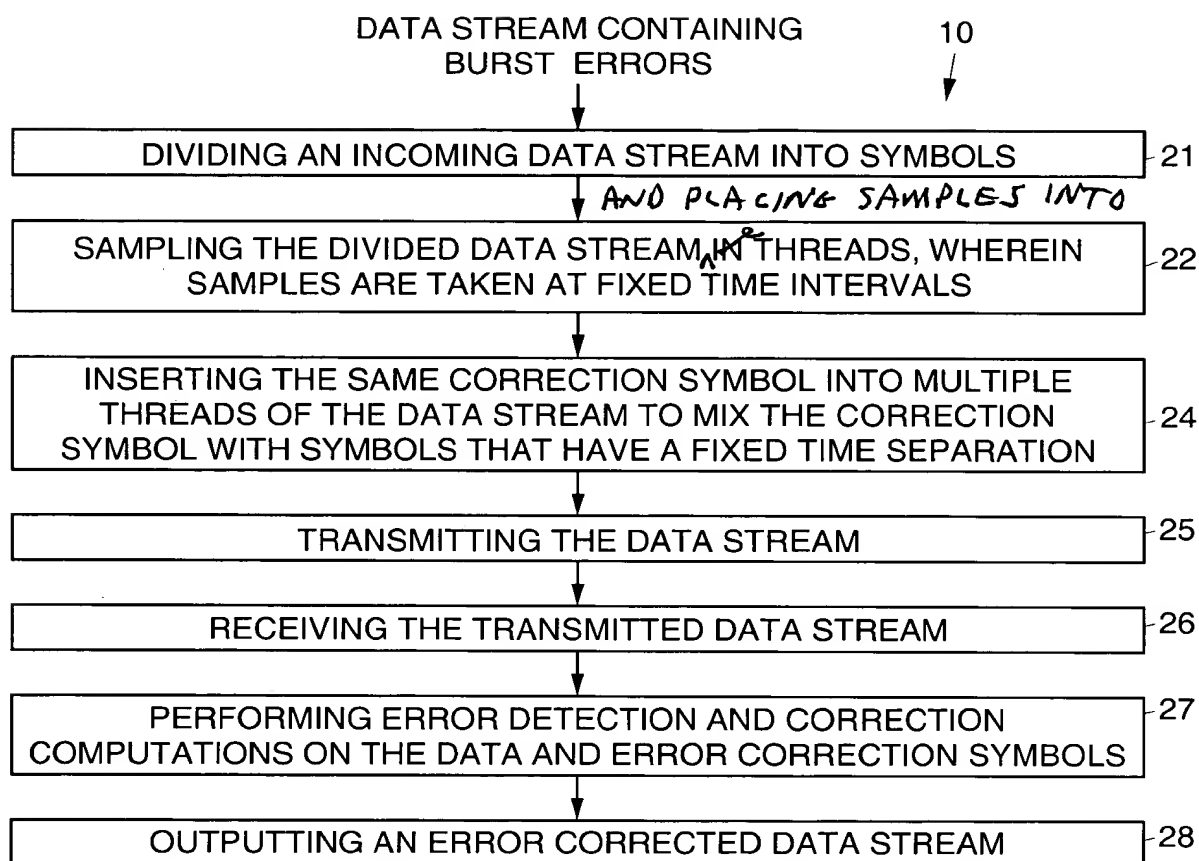 DATA STREAM CONTAINING
BURST ERRORS
10
DIVIDING AN INCOMING DATA STREAM INTO SYMBOLS
21
AND PLACING SAMPLES INTO
SAMPLING THE DIVIDED DATA STREAM IN THREADS, WHEREIN
SAMPLES ARE TAKEN AT FIXED TIME INTERVALS
22
INSERTING THE SAME CORRECTION SYMBOL INTO MULTIPLE
THREADS OF THE DATA STREAM TO MIX THE CORRECTION
SYMBOL WITH SYMBOLS THAT HAVE A FIXED TIME SEPARATION
24
TRANSMITTING THE DATA STREAM
25
RECEIVING THE TRANSMITTED DATA STREAM
26
PERFORMING ERROR DETECTION AND CORRECTION
COMPUTATIONS ON THE DATA AND ERROR CORRECTION SYMBOLS
27
OUTPUTTING AN ERROR CORRECTED DATA STREAM
28